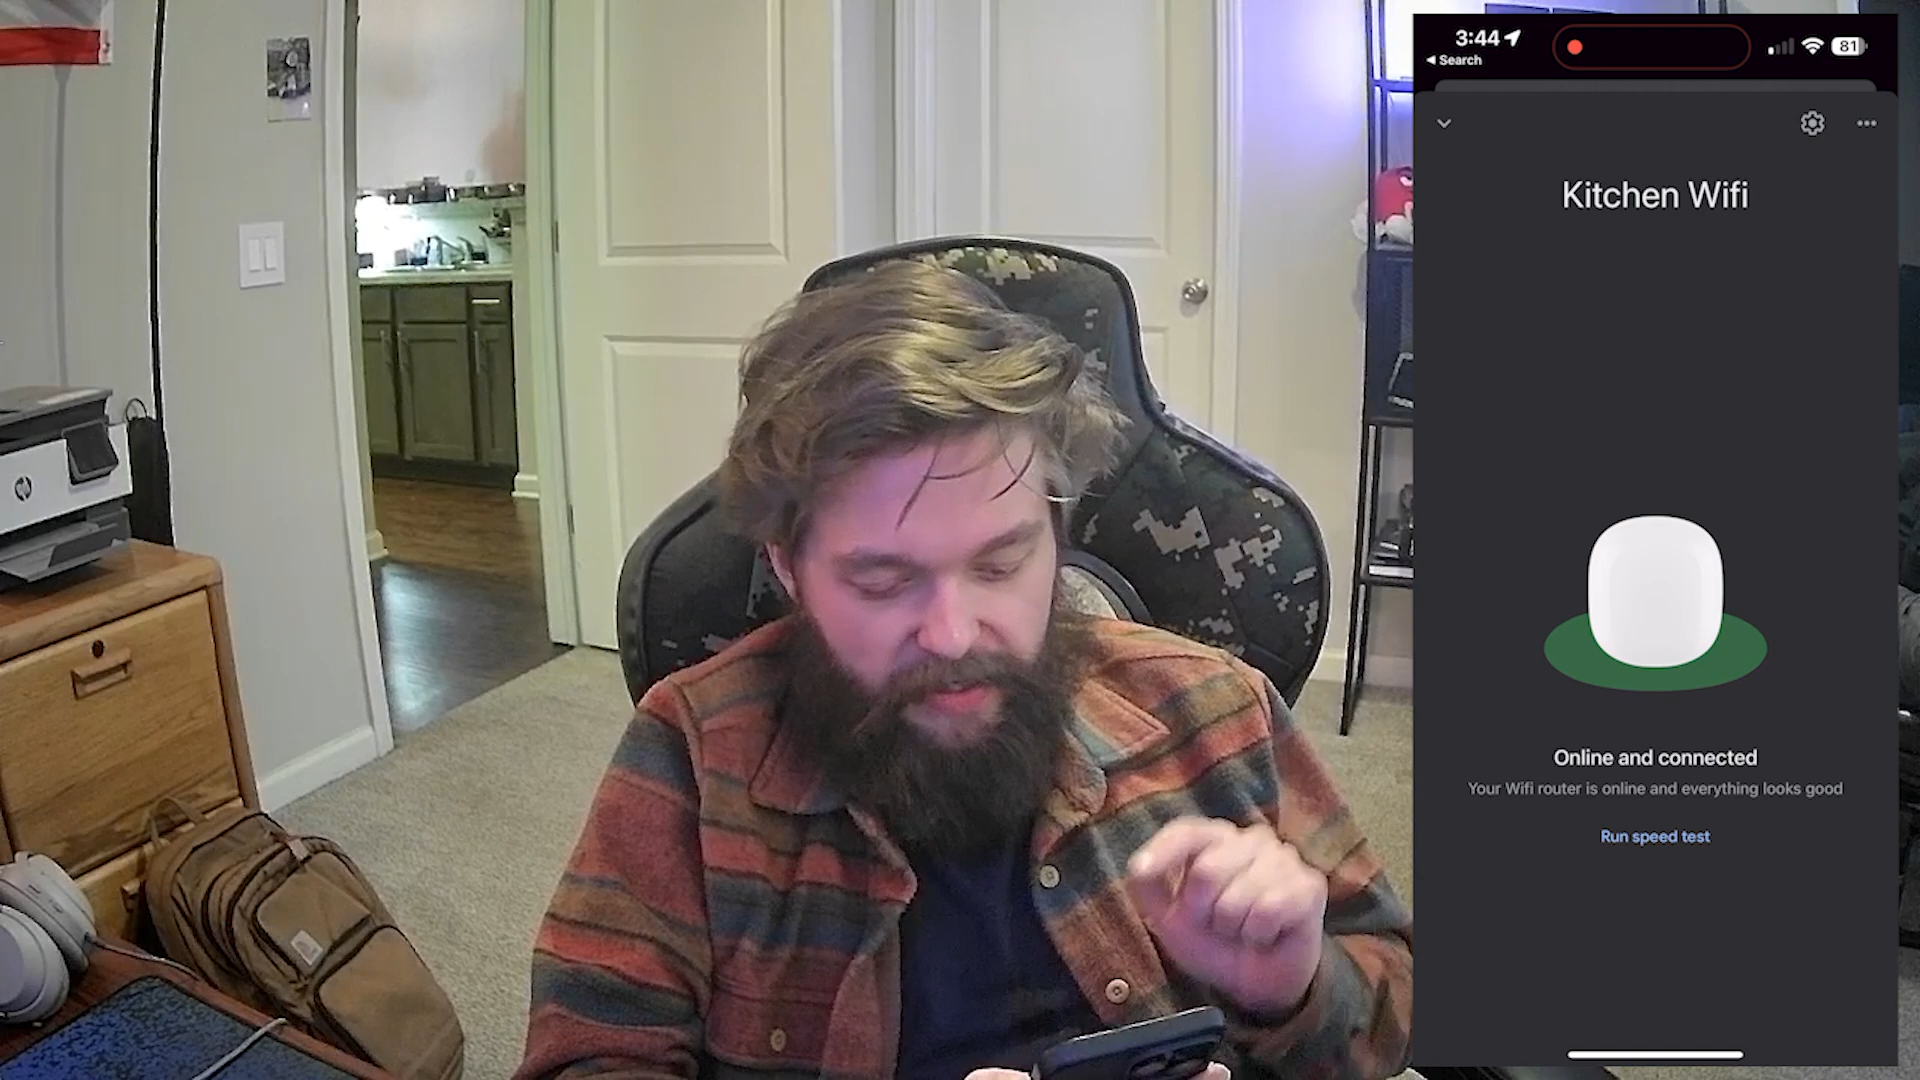 3:44
81
Search
Kitchen Wifi
Online and connected
Your Wifi router is online and everything looks good
Run speed test
hp